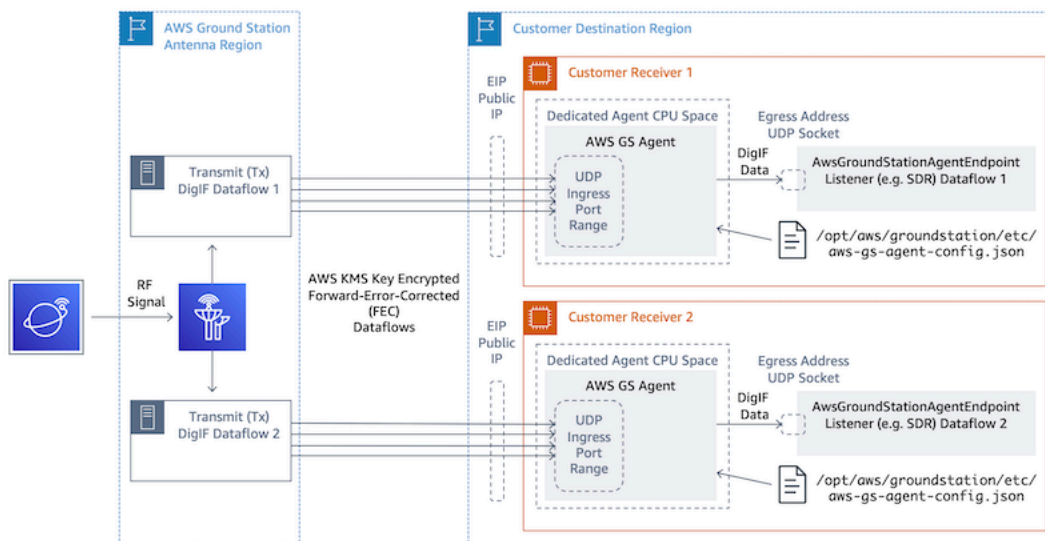 AWS Ground Station
Antenna Region
Customer Destination Region
EIP
Public
IP
Customer Receiver 1
Dedicated Agent CPU Space
AWS GS Agent
Egress Address
UDP Socket
Transmit (Tx)
DigIF Dataflow 1
UDP
Ingress
Port
Range
DigIF
Data
AwsGroundStationAgentEndpoint
Listener (e.g. SDR) Dataflow 1
/opt/aws/groundstation/etc/
aws-gs-agent-config.json
RF
Signal
AWS KMS Key Encrypted
Forward-Error-Corrected
(FEC)
Dataflows
EIP
Public
IP
Customer Receiver 2
Dedicated Agent CPU Space
AWS GS Agent
Egress Address
UDP Socket
Transmit (Tx)
DigIF Dataflow 2
UDP
Ingress
Port
Range
DigIF
Data
AwsGroundStationAgentEndpoint
Listener (e.g. SDR) Dataflow 2
/opt/aws/groundstation/etc/
aws-gs-agent-config.json